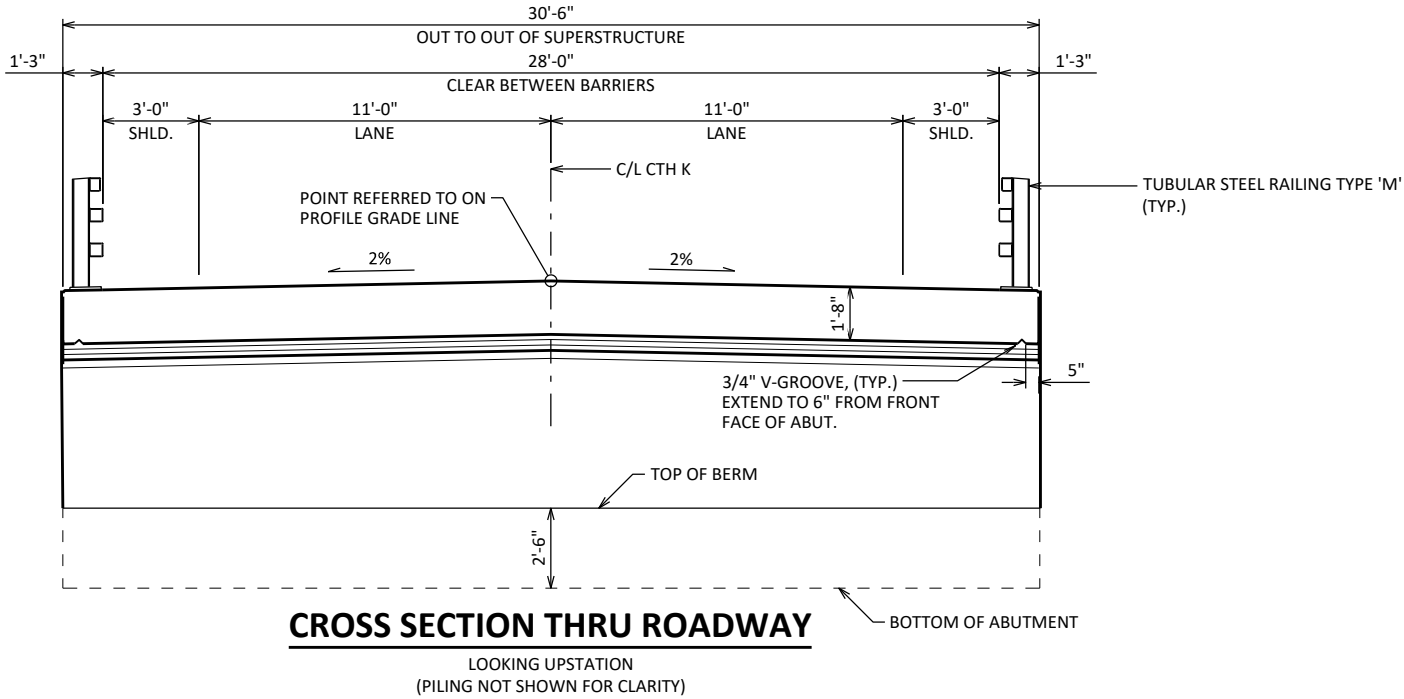 30'-6"
OUT TO OUT OF SUPERSTRUCTURE
1'-3"
28'-0"
1'-3"
CLEAR BETWEEN BARRIERS
3'-0"
11'-0"
11'-0"
3'-0"
SHLD.
LANE
LANE
SHLD.
C/L CTH K
POINT REFERRED TO ON
PROFILE GRADE LINE
TUBULAR STEEL RAILING TYPE 'M'
(TYP.)
2%
2%
1'-8"
3/4" V-GROOVE, (TYP.)
EXTEND TO 6" FROM FRONT
FACE OF ABUT.
5"
TOP OF BERM
2'-6"
BOTTOM OF ABUTMENT
CROSS SECTION THRU ROADWAY
LOOKING UPSTATION
(PILING NOT SHOWN FOR CLARITY)